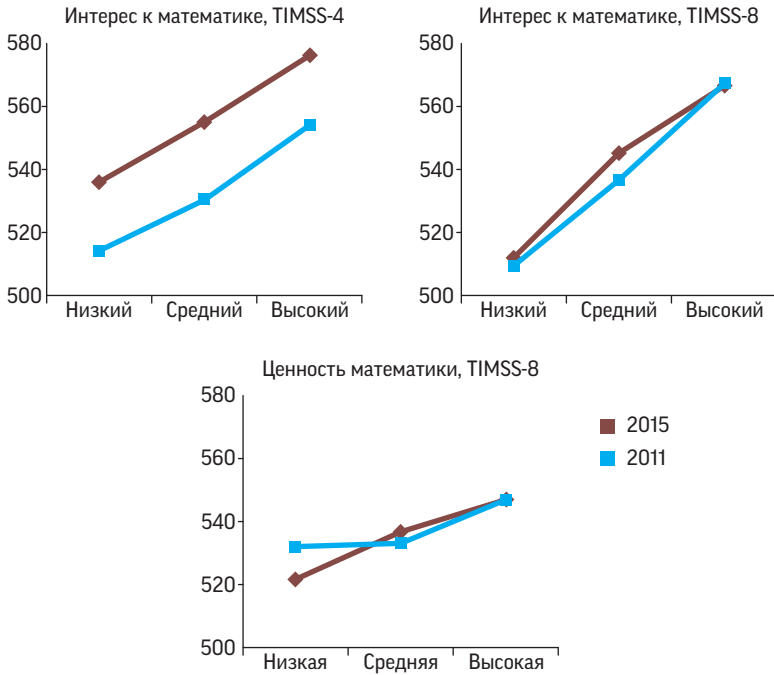 Интерес к математике, TIMSS-4
580
560
540
520
500
Низкий Средний Высокий
Интерес к математике, TIMSS-8
580
560
540
520
500
Низкий Средний Высокий
Ценность математики, TIMSS-8
580
560
540
520
500
Низкая Средняя Высокая
2015
2011